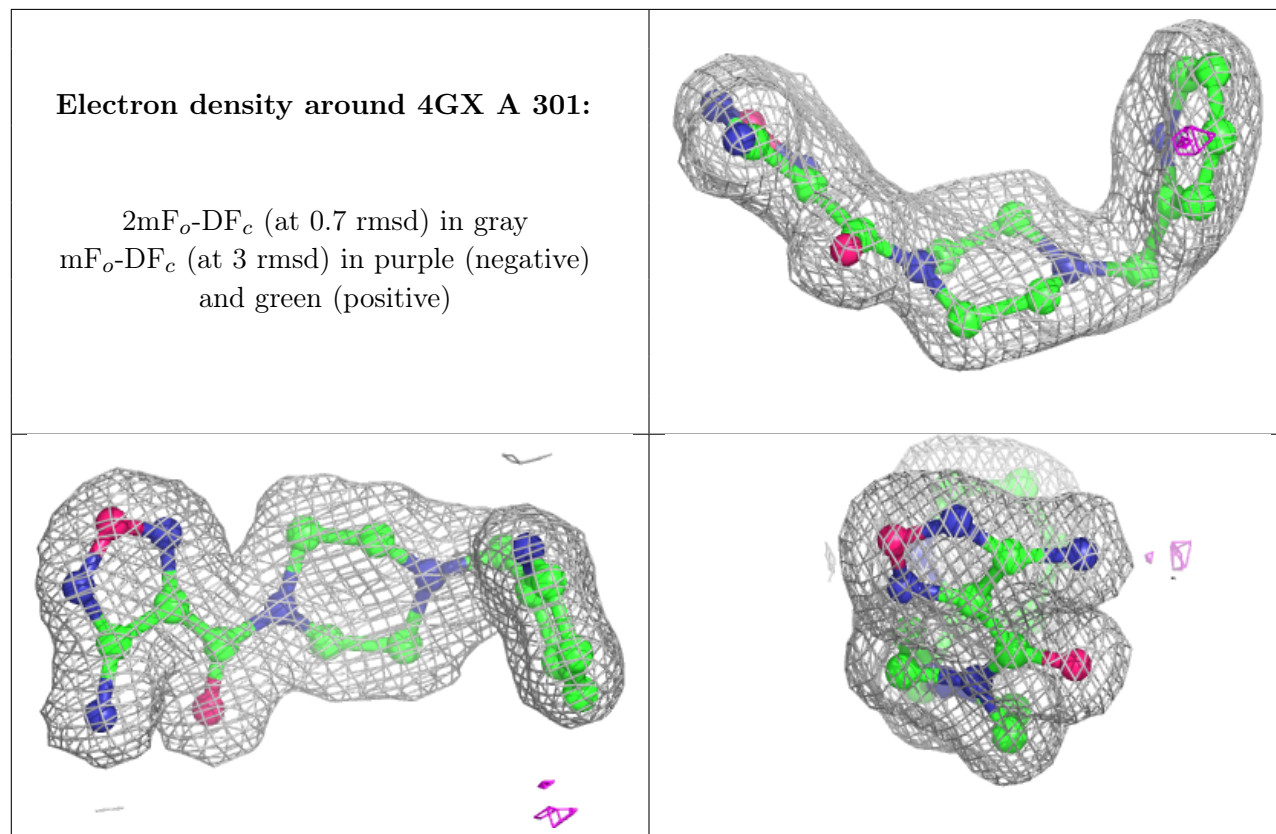 Electron density around 4GX A 301:
2mFo-DFc (at 0.7 rmsd) in gray
mFo-DFc (at 3 rmsd) in purple (negative)
and green (positive)